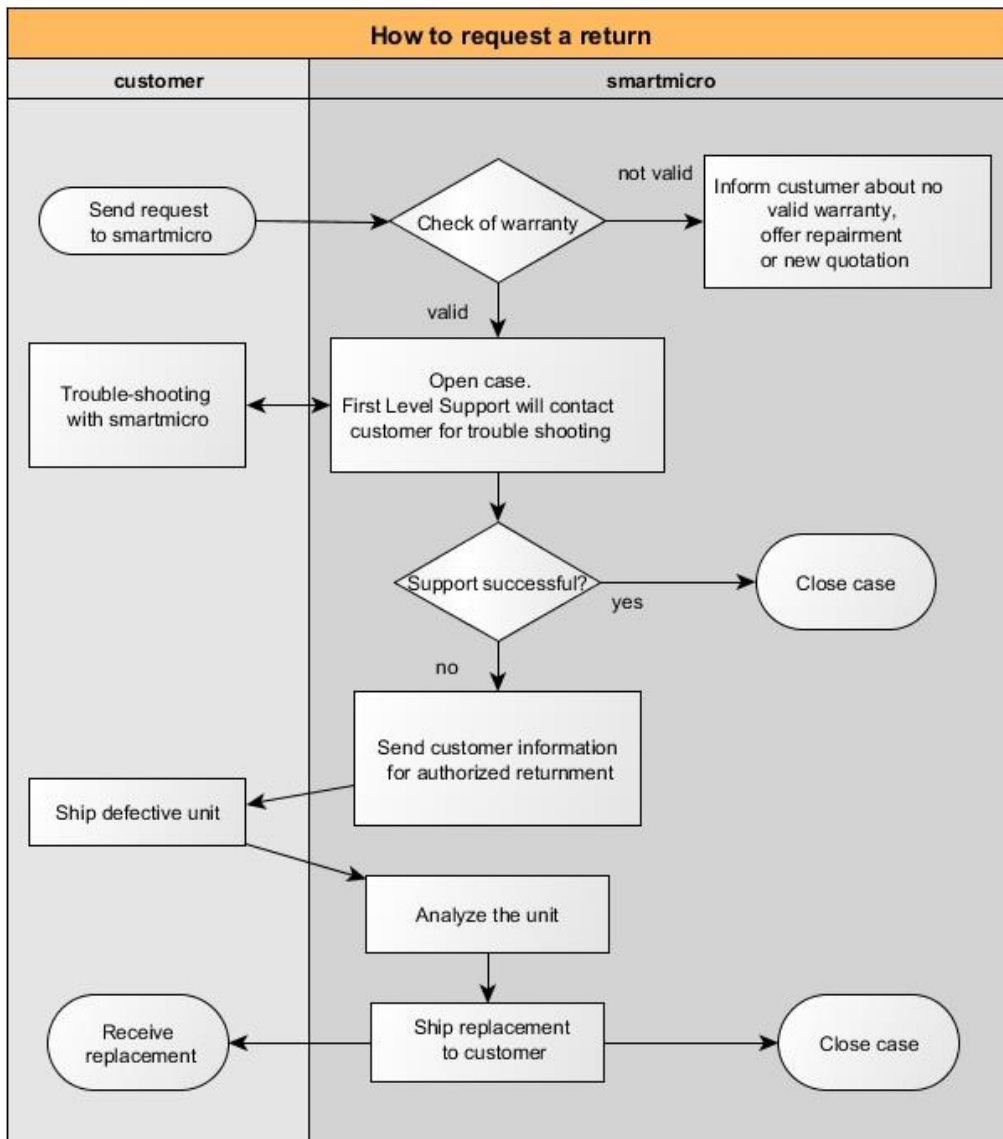 How to request a return
customer
smartmicro
Send request
to smartmicro
Check of warranty
not valid
Inform custumer about no
valid warranty,
offer repairment
or new quotation
valid
Trouble-shooting
with smartmicro
Open case.
First Level Support will contact
customer for trouble shooting
Support successful?
yes
Close case
no
Send customer information
for authorized returnment
Ship defective unit
Analyze the unit
Receive
replacement
Ship replacement
to customer
Close case